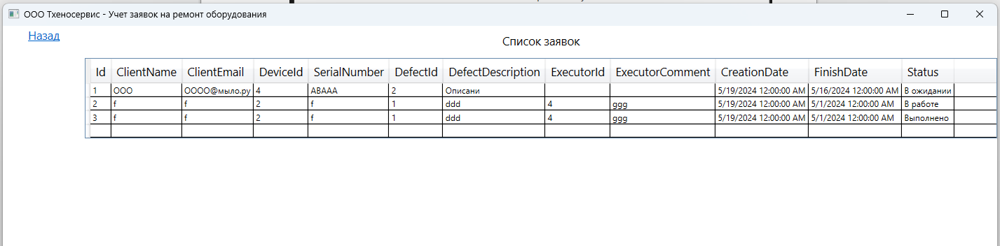 ООО Тхеносервис - Учет заявок на ремонт оборудования
Назад
Список заявок
Id ClientName ClientEmail DeviceId SerialNumber DefectId DefectDescription ExecutorId ExecutorComment CreationDate FinishDate Status
1 ООО ОООО@мыло.ру 4 АВААА 2 Описани 5/19/2024 12:00:00 AM 5/16/2024 12:00:00 AM В ожидании
2 f f 2 f 1 ddd 4 ggg 5/19/2024 12:00:00 AM 5/1/2024 12:00:00 AM В работе
3 f f 2 f 1 ddd 4 ggg 5/19/2024 12:00:00 AM 5/1/2024 12:00:00 AM Выполнено